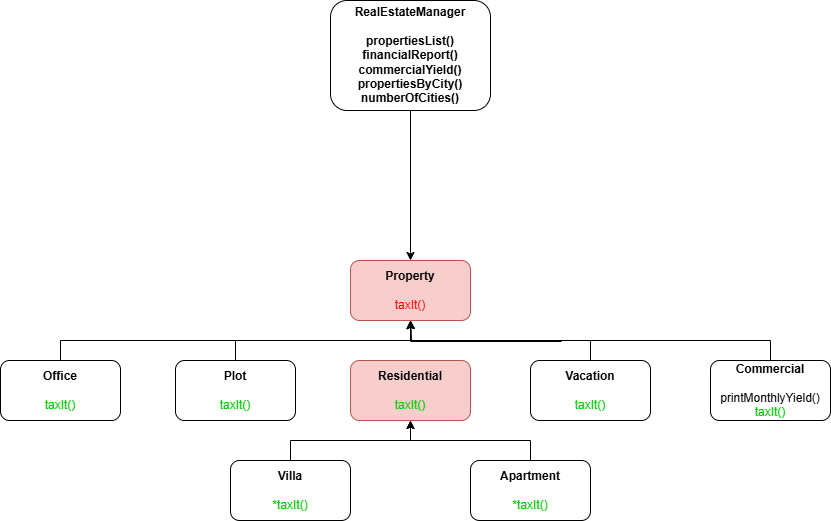 RealEstateManager
propertiesList()
financialReport()
commercialYield()
propertiesByCity()
numberOfCities()
Property
taxIt()
Office
taxIt()
Plot
taxIt()
Residential
taxIt()
Vacation
taxIt()
Commercial
printMonthlyYield()
taxIt()
Villa
*taxIt()
Apartment
*taxIt()